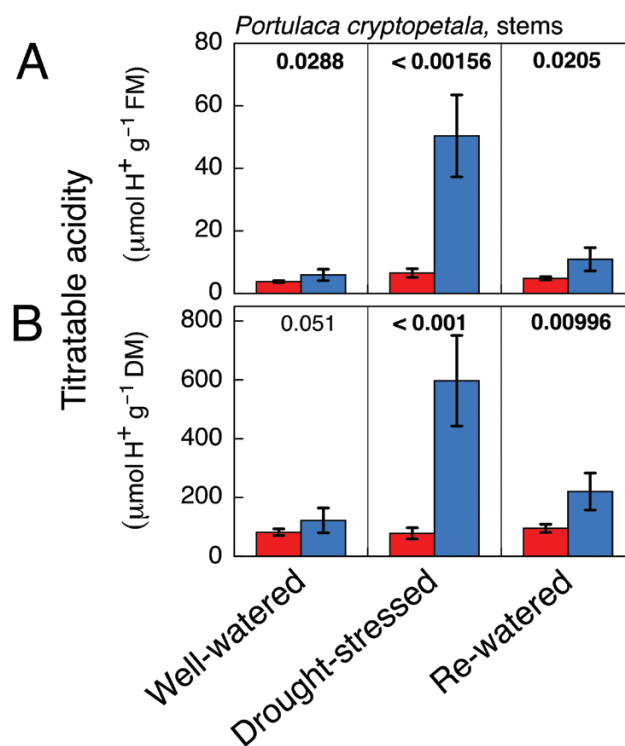 Portulaca cryptopetala, stems
A
80
60
40
20
0
0.0288
< 0.00156
0.0205
(μmol H⁺ g⁻¹ FM)
Titratable acidity
B
800
600
400
200
0
0.051
< 0.001
0.00996
(μmol H⁺ g⁻¹ DM)
Well-watered
Drought-stressed
Re-watered